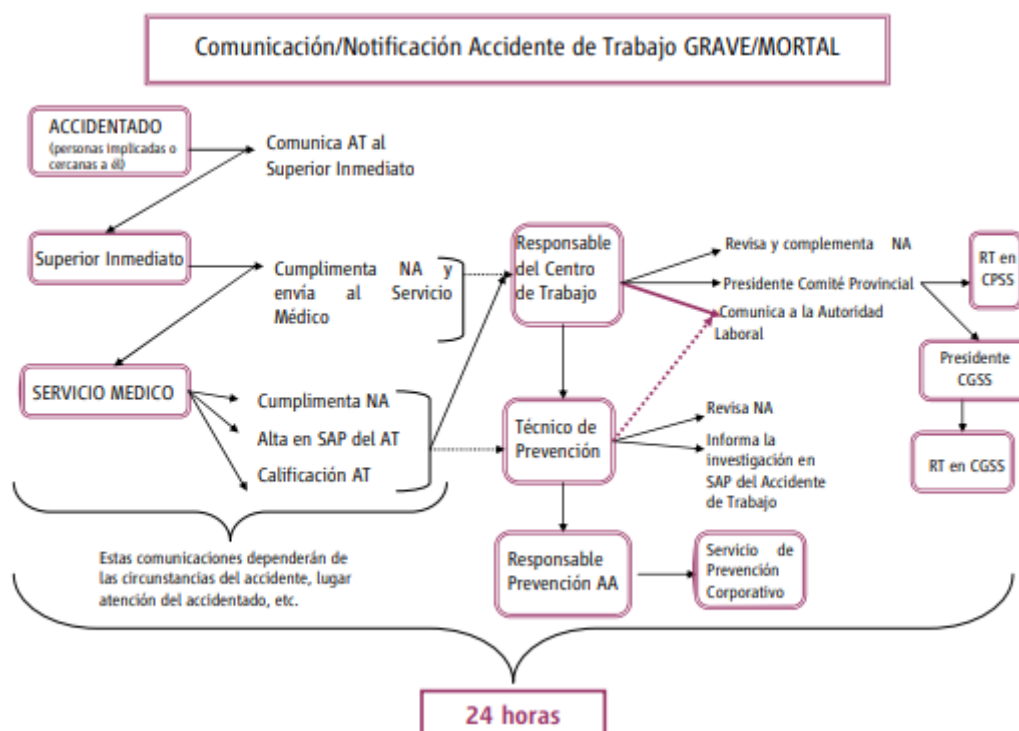 Comunicación/Notificación Accidente de Trabajo GRAVE/MORTAL
ACCIDENTADO
(personas implicadas o
cercanas a él)
Comunica AT al
Superior Inmediato
Superior Inmediato
Cumplimenta NA y
envía al Servicio
Médico
SERVICIO MEDICO
Cumplimenta NA
Alta en SAP del AT
Calificación AT
Estas comunicaciones dependerán de
las circunstancias del accidente, lugar
atención del accidentado, etc.
Responsable
del Centro
de Trabajo
Revisa y complementa NA
Presidente Comité Provincial
Comunica a la Autoridad
Laboral
RT en
CPSS
Presidente
CGSS
RT en CGSS
Técnico de
Prevención
Revisa NA
Informa la
investigación en
SAP del Accidente
de Trabajo
Responsable
Prevención AA
Servicio de
Prevención
Corporativo
24 horas